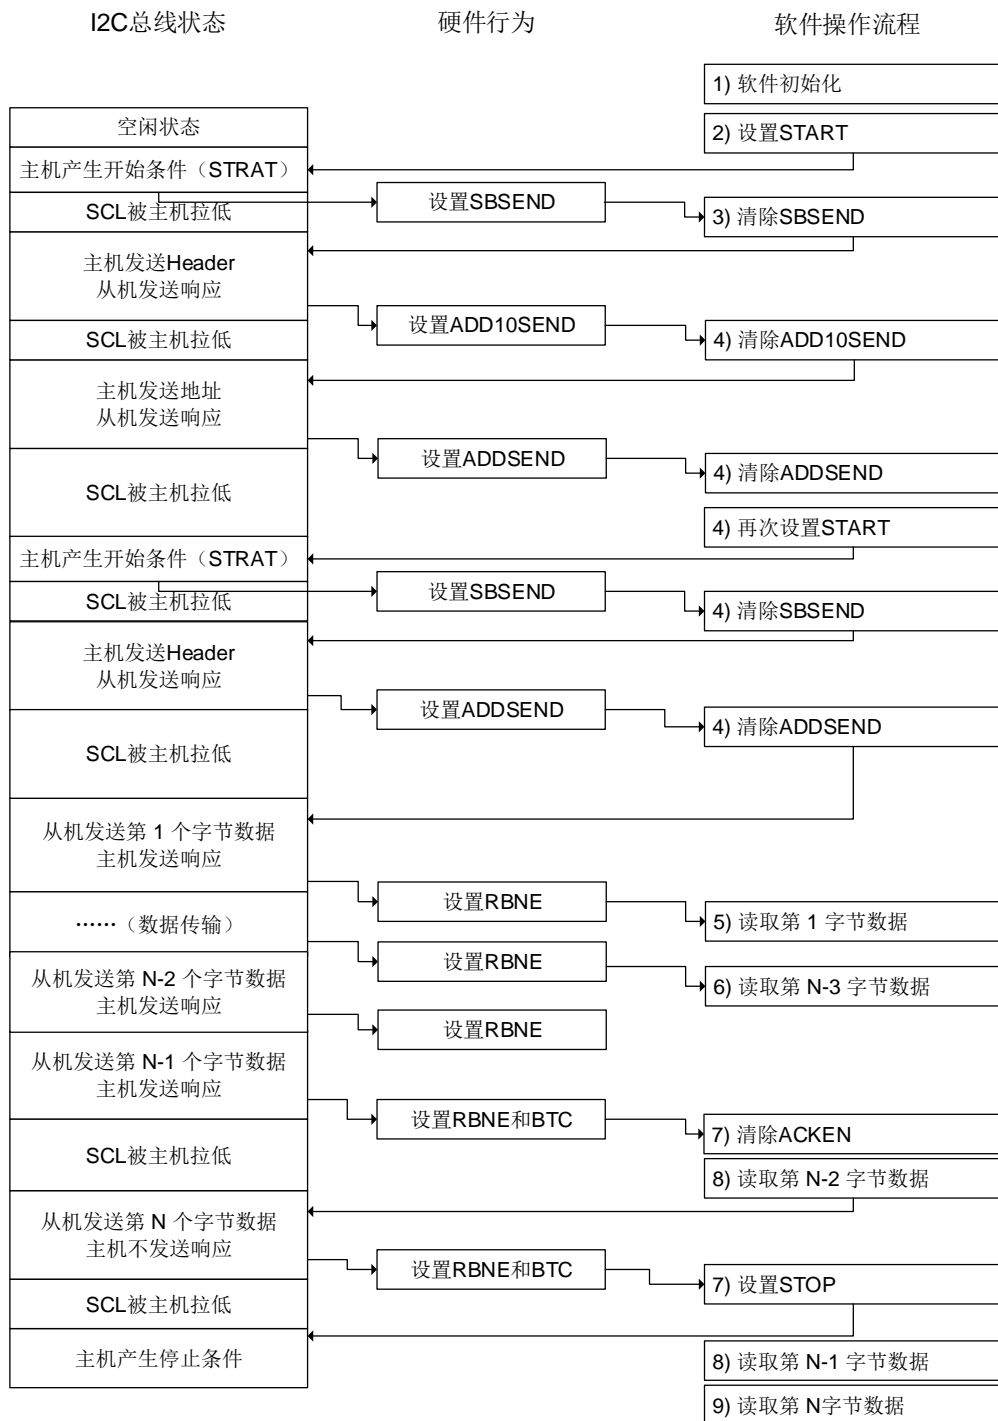 I2C总线状态
硬件行为
软件操作流程
1) 软件初始化
空闲状态
2) 设置START
主机产生开始条件（STRAT）
设置SBSEND
SCL被主机拉低
3) 清除SBSEND
主机发送Header
从机发送响应
设置ADD10SEND
SCL被主机拉低
4) 清除ADD10SEND
主机发送地址
从机发送响应
设置ADDSEND
4) 清除ADDSEND
SCL被主机拉低
4) 再次设置START
主机产生开始条件（STRAT）
设置SBSEND
SCL被主机拉低
4) 清除SBSEND
主机发送Header
从机发送响应
设置ADDSEND
4) 清除ADDSEND
SCL被主机拉低
从机发送第 1 个字节数据
主机发送响应
设置RBNE
5) 读取第 1 字节数据
……（数据传输）
设置RBNE
从机发送第 N-2 个字节数据
主机发送响应
6) 读取第 N-3 字节数据
设置RBNE
从机发送第 N-1 个字节数据
主机发送响应
设置RBNE和BTC
7) 清除ACKEN
SCL被主机拉低
8) 读取第 N-2 字节数据
从机发送第 N 个字节数据
主机不发送响应
设置RBNE和BTC
7) 设置STOP
SCL被主机拉低
主机产生停止条件
8) 读取第 N-1 字节数据
9) 读取第 N字节数据